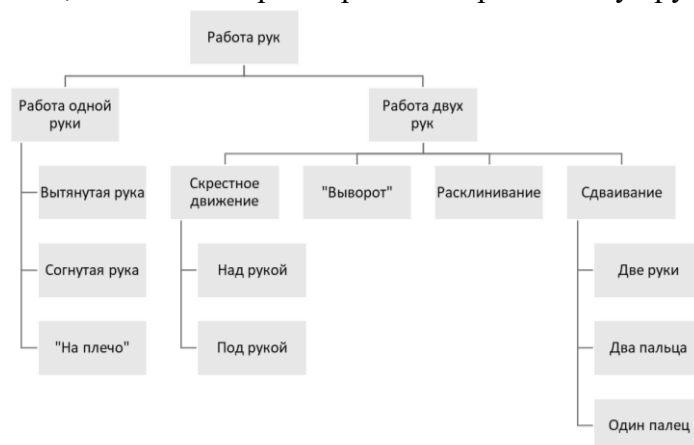 Работа рук
Работа одной
руки
Работа двух
рук
Вытянутая рука
Скрестное
движение
"Выворот"
Расклинивание
Сдваивание
Согнутая рука
Над рукой
Две руки
"На плечо"
Под рукой
Два пальца
Один палец